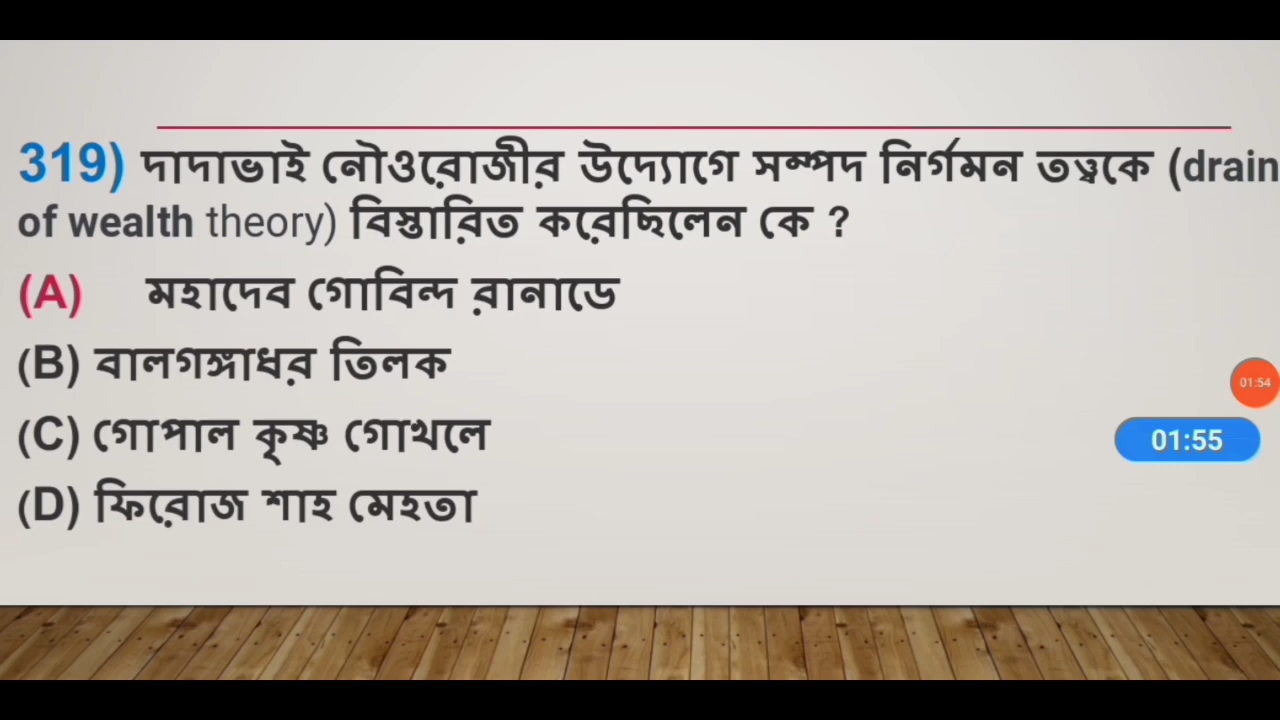 319) দাদাভাই নৌওরোজীর উদ্যোগে সম্পদ নির্গমন তত্ত্বকে (drain
of wealth theory) বিস্তারিত করেছিলেন কে ?
(A) মহাদেব গোবিন্দ রানাডে
(B) বালগঙ্গাধর তিলক
01:54
(C) গোপাল কৃষ্ণ গোখলে
01:55
(D) ফিরোজ শাহ মেহতা